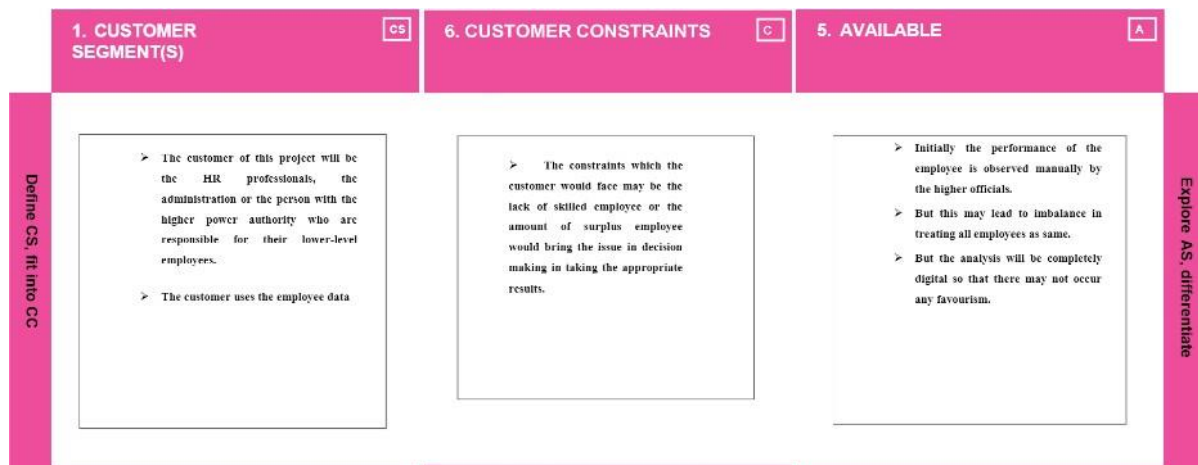 1. CUSTOMER
SEGMENT(S)
CS
6. CUSTOMER CONSTRAINTS
C
5. AVAILABLE
A
Define CS, fit into CC
➢ The customer of this project will be
the HR professionals, the
administration or the person with the
higher power authority who are
responsible for their lower-level
employees.
➢ The customer uses the employee data
➢ The constraints which the
customer would face may be the
lack of skilled employee or the
amount of surplus employee
would bring the issue in decision
making in taking the appropriate
results.
➢ Initially the performance of the
employee is observed manually by
the higher officials.
➢ But this may lead to imbalance in
treating all employees as same.
➢ But the analysis will be completely
digital so that there may not occur
any favourism.
Explore AS, differentiate